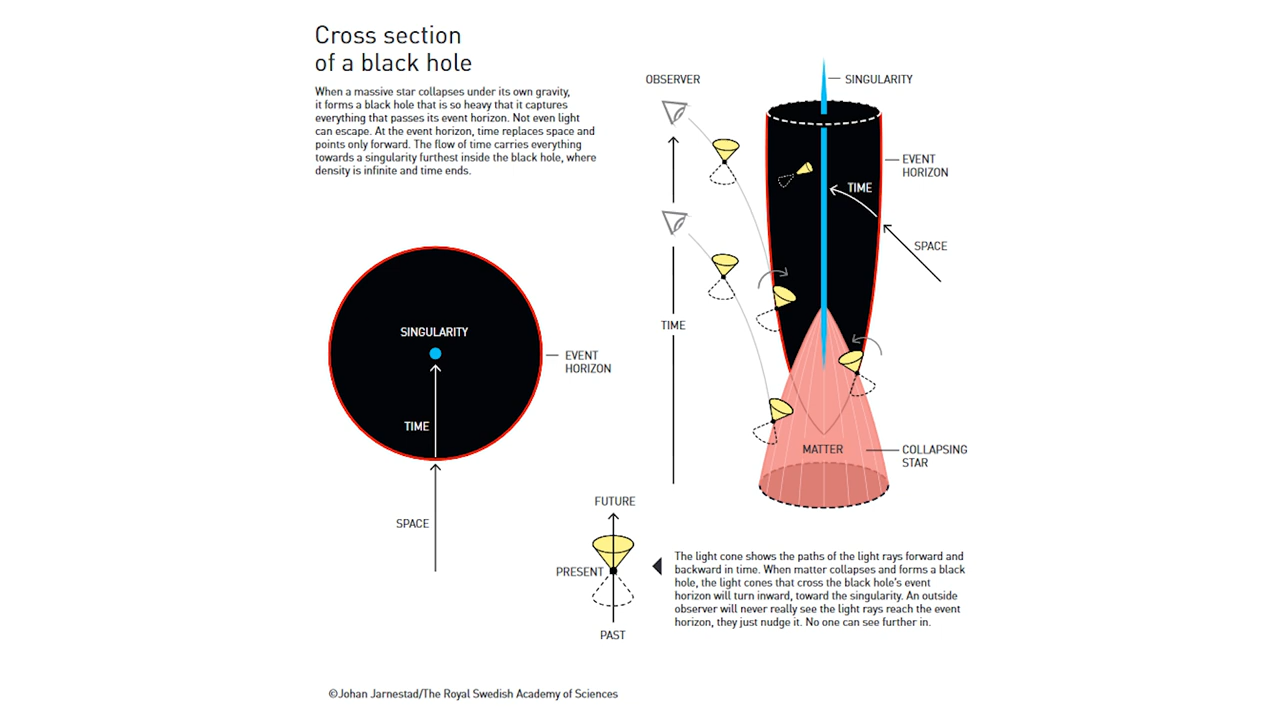 Cross section
of a black hole
When a massive star collapses under its own gravity,
it forms a black hole that is so heavy that it captures
everything that passes its event horizon. Not even light
can escape. At the event horizon, time replaces space and
points only forward. The flow of time carries everything
towards a singularity furthest inside the black hole, where
density is infinite and time ends.
SINGULARITY
EVENT
HORIZON
TIME
SPACE
OBSERVER
SINGULARITY
EVENT
HORIZON
TIME
SPACE
TIME
MATTER
COLLAPSING
STAR
FUTURE
PRESENT
PAST
The light cone shows the paths of the light rays forward and
backward in time. When matter collapses and forms a black
hole, the light cones that cross the black hole's event
horizon will turn inward, toward the singularity. An outside
observer will never really see the light rays reach the event
horizon, they just nudge it. No one can see further in.
©Johan Jarnestad/The Royal Swedish Academy of Sciences